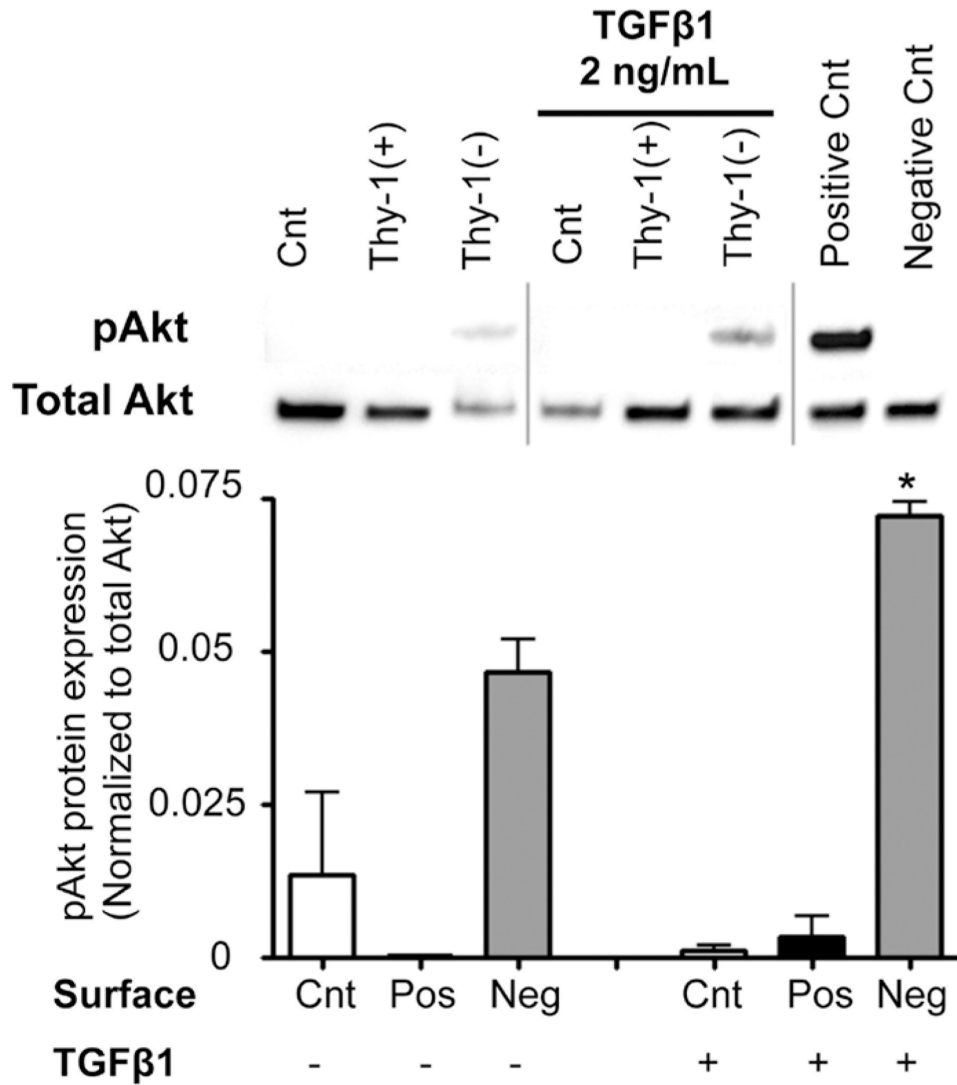 TGFβ1
2 ng/mL
Cnt
Thy-1(+)
Thy-1(-)
Cnt
Thy-1(+)
Thy-1(-)
Positive Cnt
Negative Cnt
pAkt
Total Akt
pAkt protein expression
(Normalized to total Akt)
0.075
0.05
0.025
0
*
Surface Cnt Pos Neg Cnt Pos Neg
TGFβ1 - - - + + +